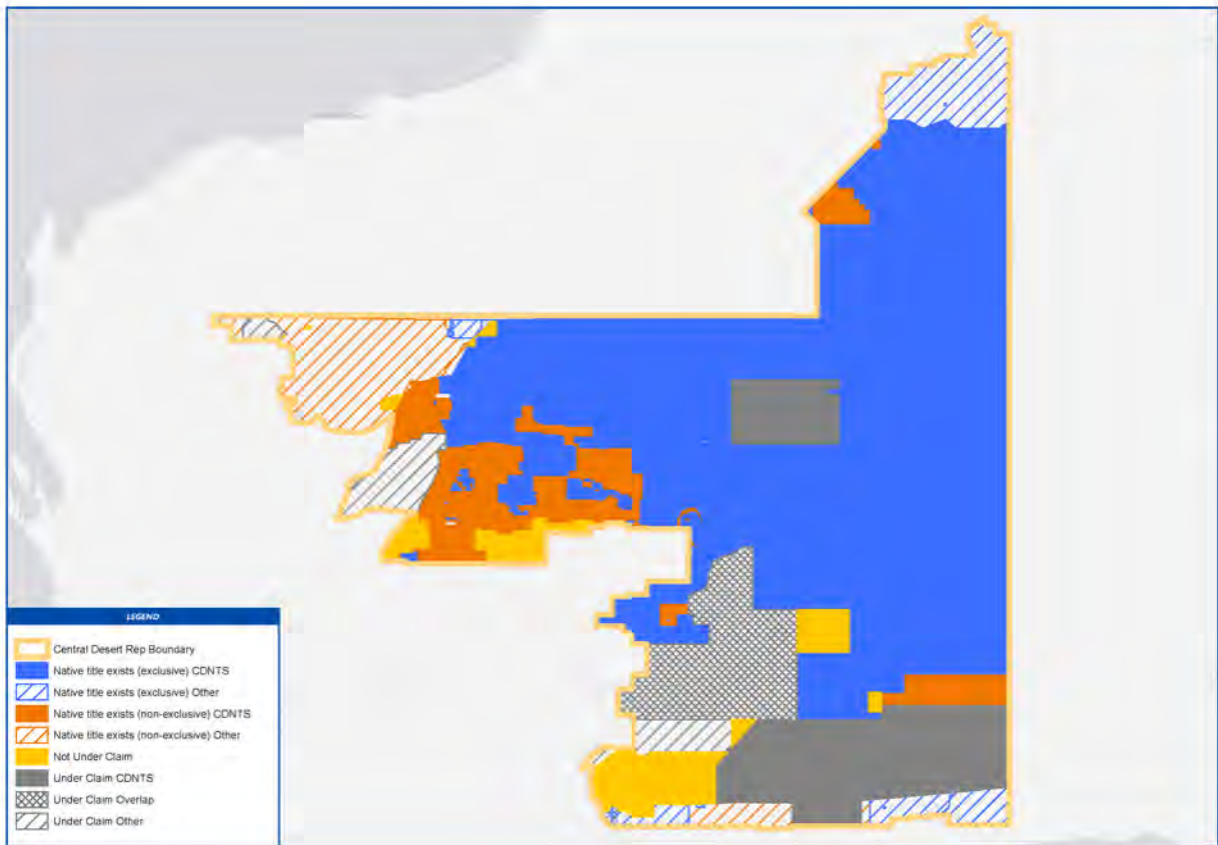 LEGEND
Central Desert Rep Boundary
Native title exists (exclusive) CDNTS
Native title exists (exclusive) Other
Native title exists (non-exclusive) CDNTS
Native title exists (non-exclusive) Other
Not Under Claim
Under Claim CDNTS
Under Claim Overlap
Under Claim Other